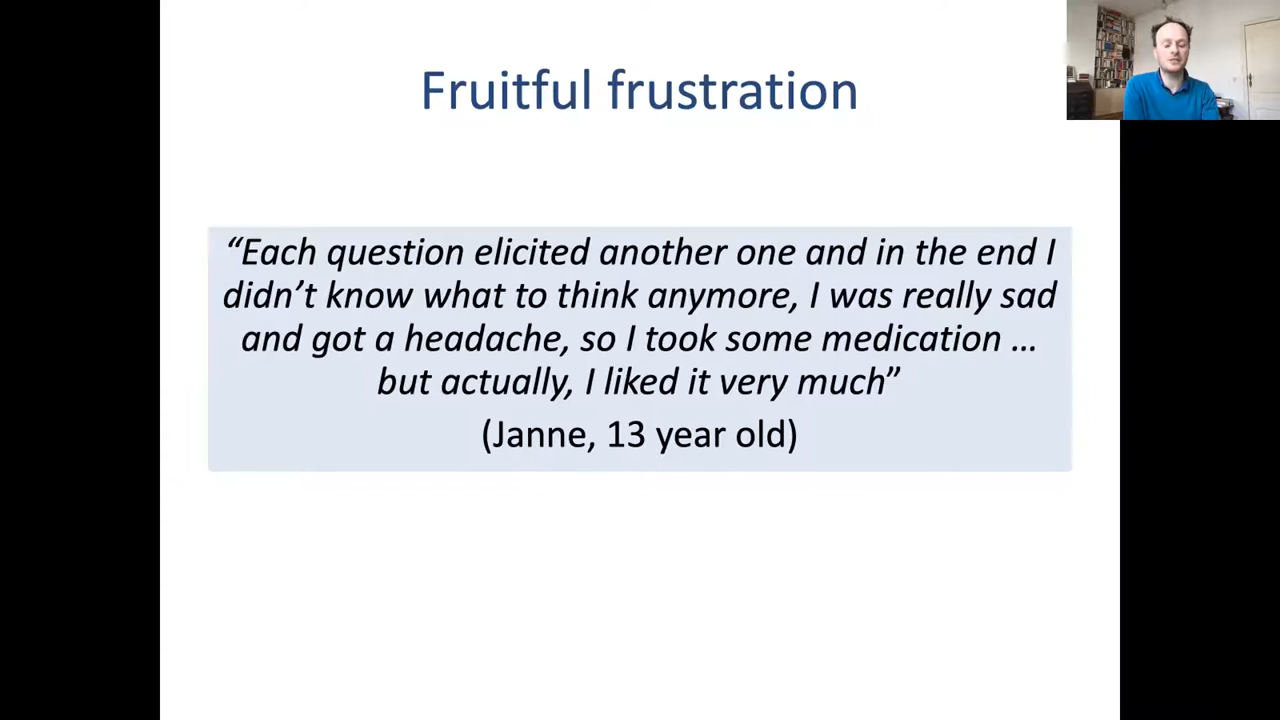 Fruitful frustration
“Each question elicited another one and in the end I
didn’t know what to think anymore, I was really sad
and got a headache, so I took some medication …
but actually, I liked it very much”
(Janne, 13 year old)